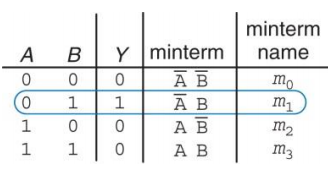 A B Y minterm minterm name
0 0 0 A̅ B̅ m₀
0 1 1 A̅ B m₁
1 0 0 A B̅ m₂
1 1 0 A B m₃